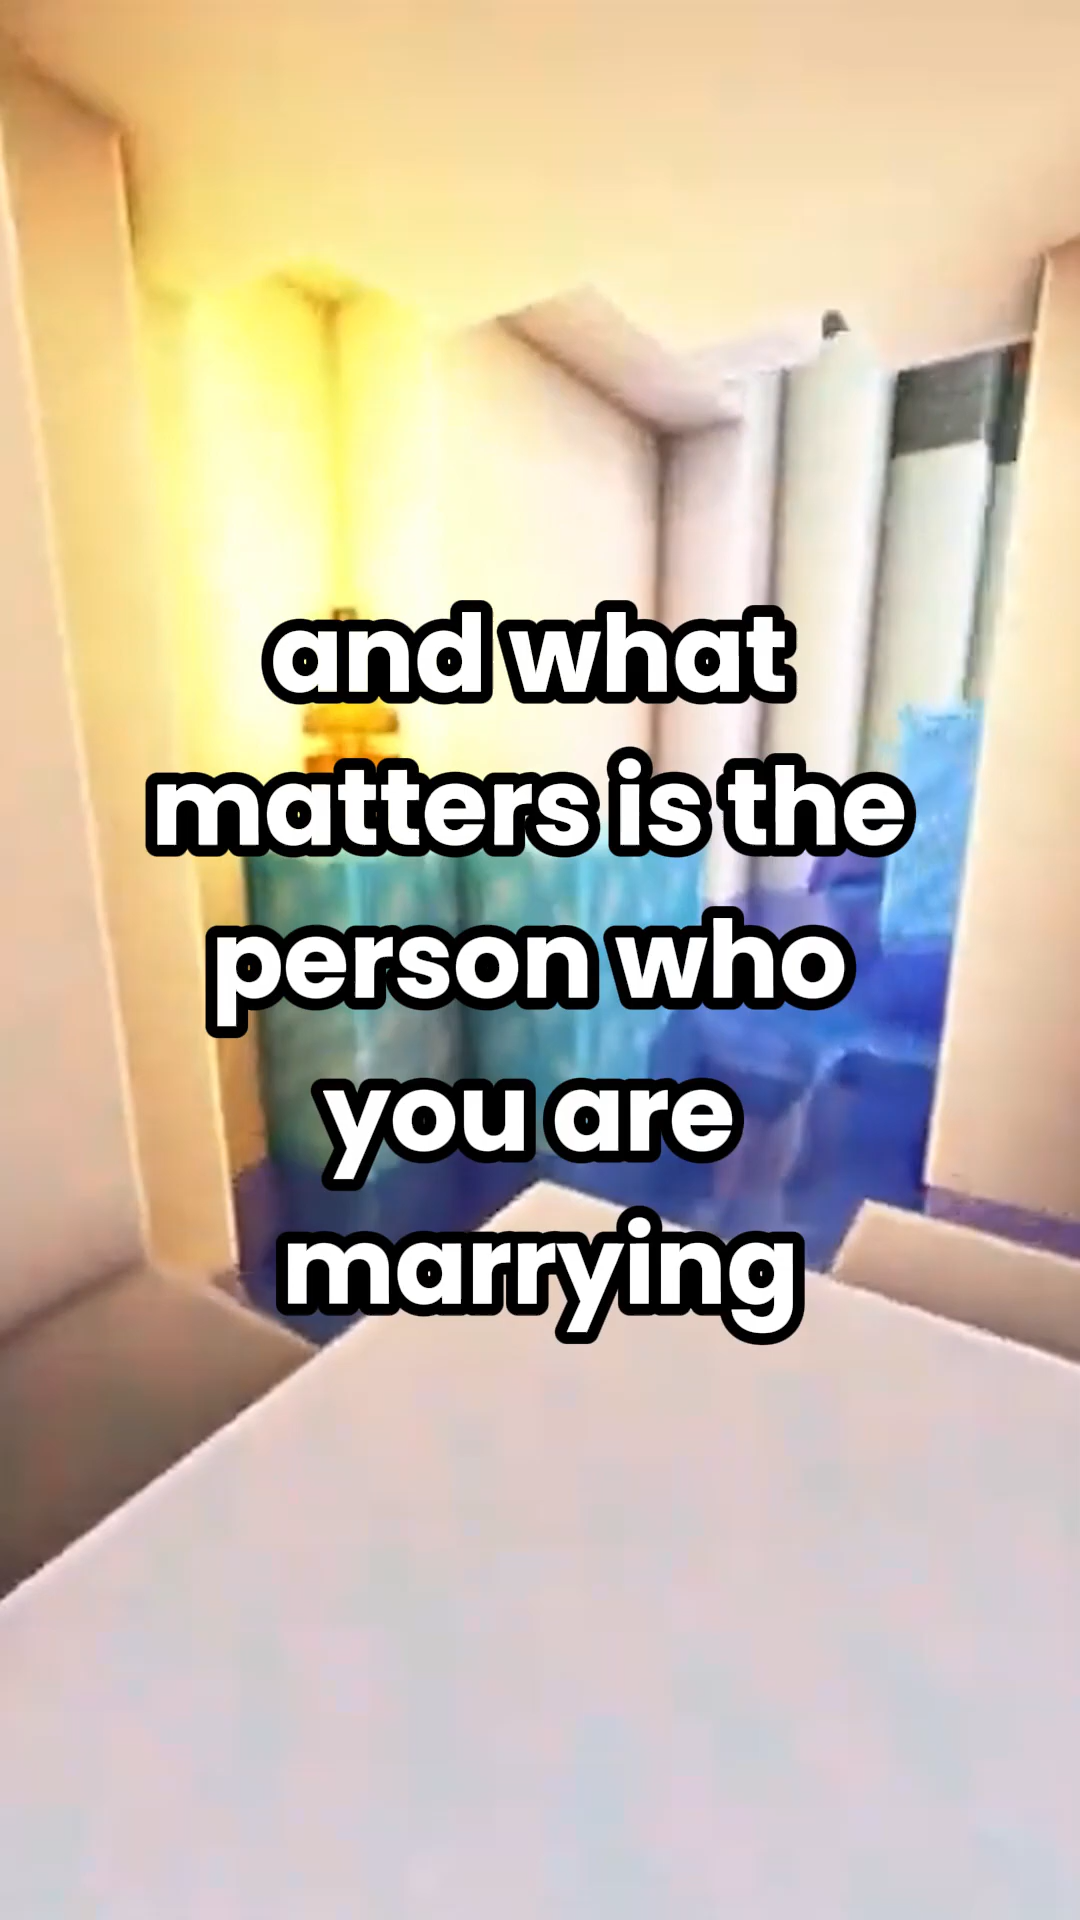 and what
matters is the
person who
you are
marrying